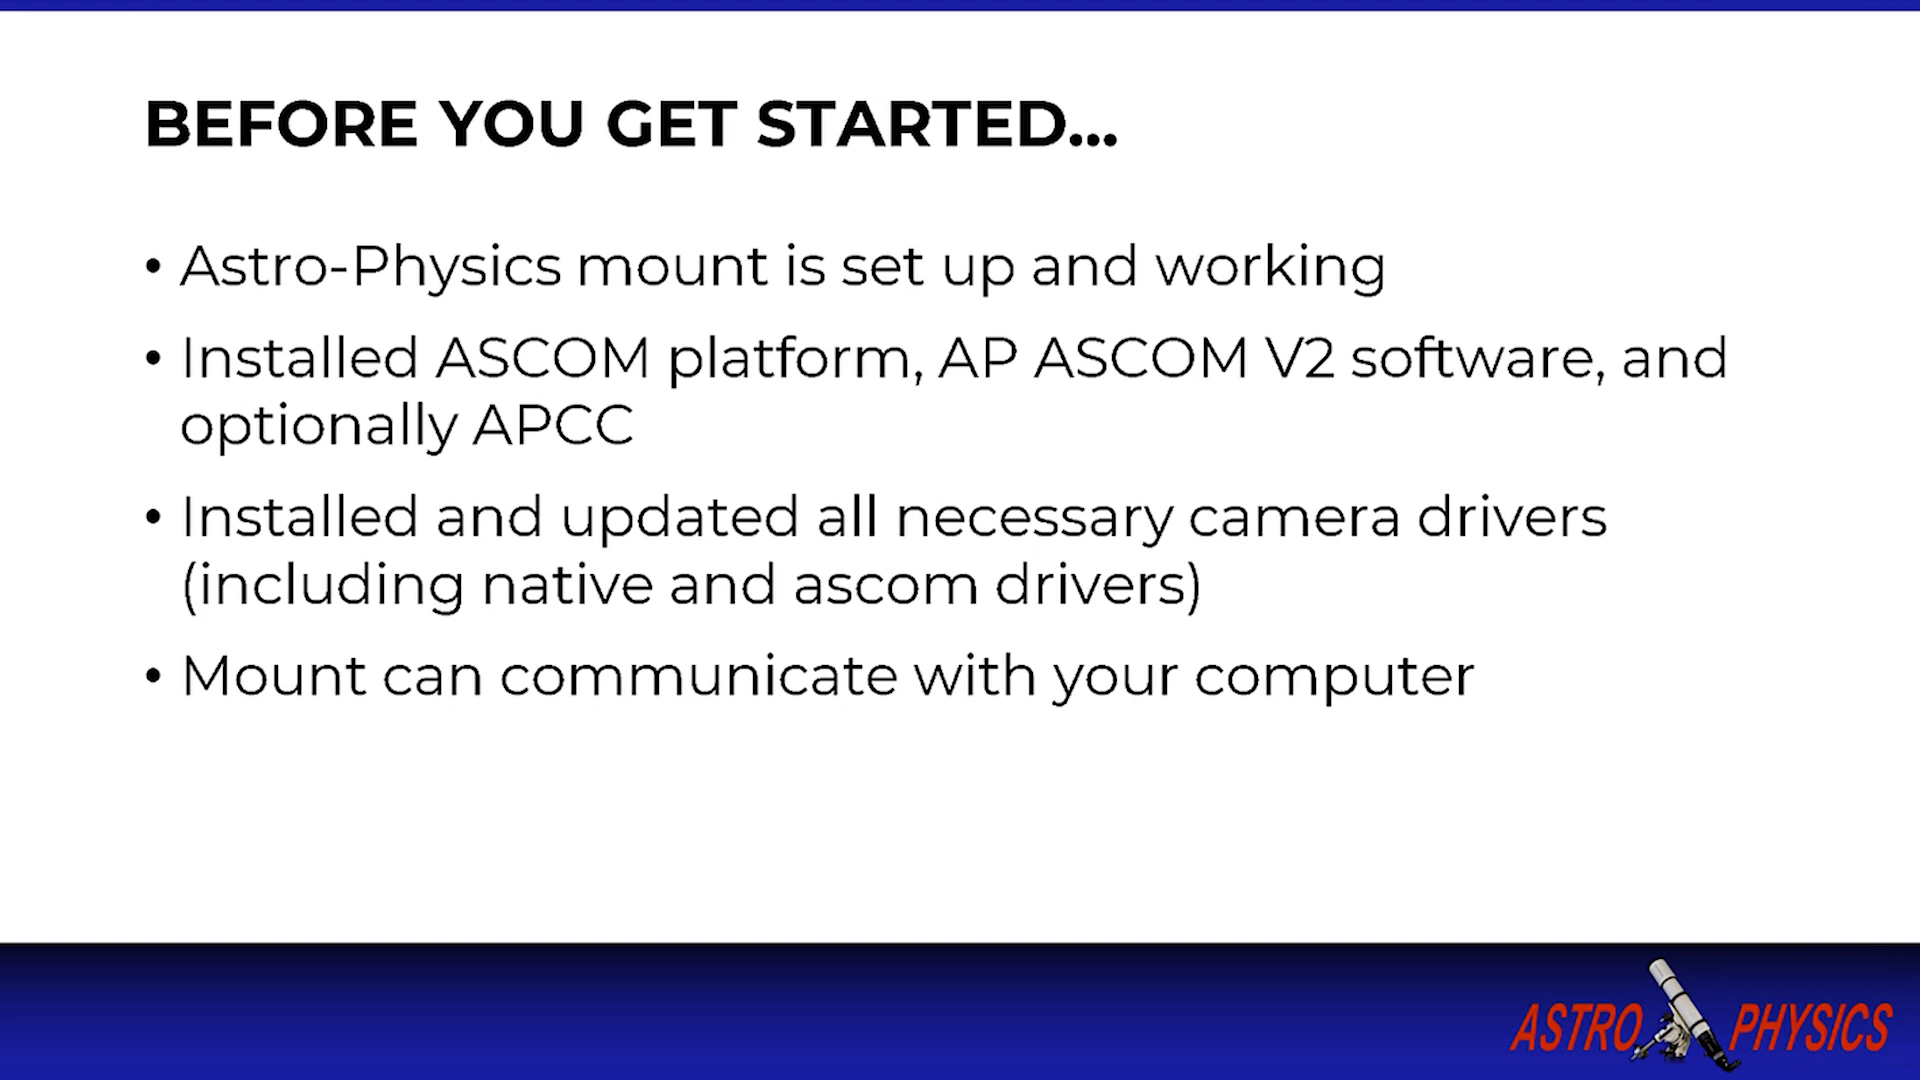 BEFORE YOU GET STARTED...
• Astro-Physics mount is set up and working
• Installed ASCOM platform, AP ASCOM V2 software, and
optionally APCC
• Installed and updated all necessary camera drivers
(including native and ascom drivers)
• Mount can communicate with your computer
ASTRO PHYSICS